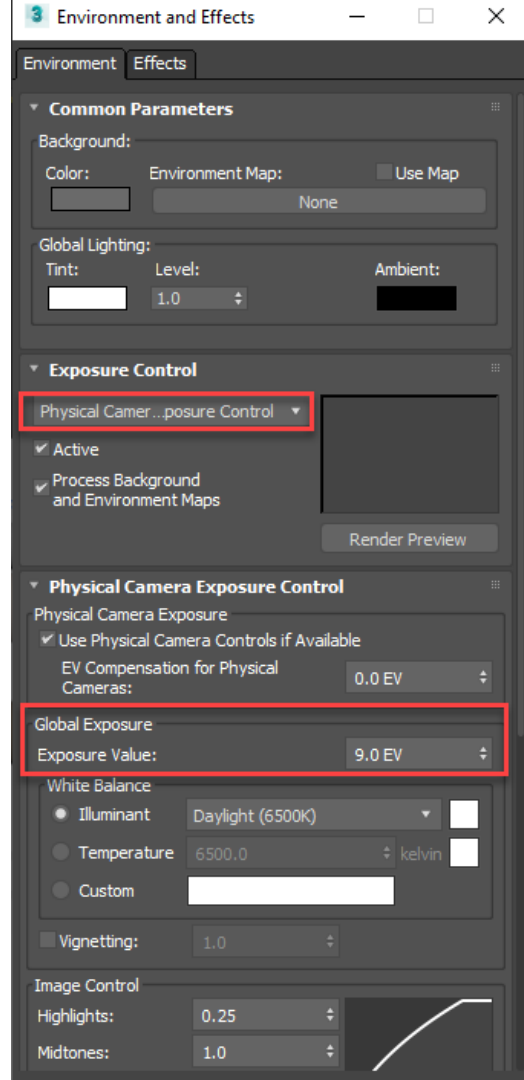 3 Environment and Effects
Environment Effects
Common Parameters
Background:
Color: Environment Map: Use Map
None
Global Lighting:
Tint: Level: Ambient:
1.0
Exposure Control
Physical Camer...posure Control
Active
Process Background
and Environment Maps
Render Preview
Physical Camera Exposure Control
Physical Camera Exposure
Use Physical Camera Controls if Available
EV Compensation for Physical
Cameras: 0.0 EV
Global Exposure
Exposure Value: 9.0 EV
White Balance
Illuminant Daylight (6500K)
Temperature 6500.0 kelvin
Custom
Vignetting: 1.0
Image Control
Highlights: 0.25
Midtones: 1.0